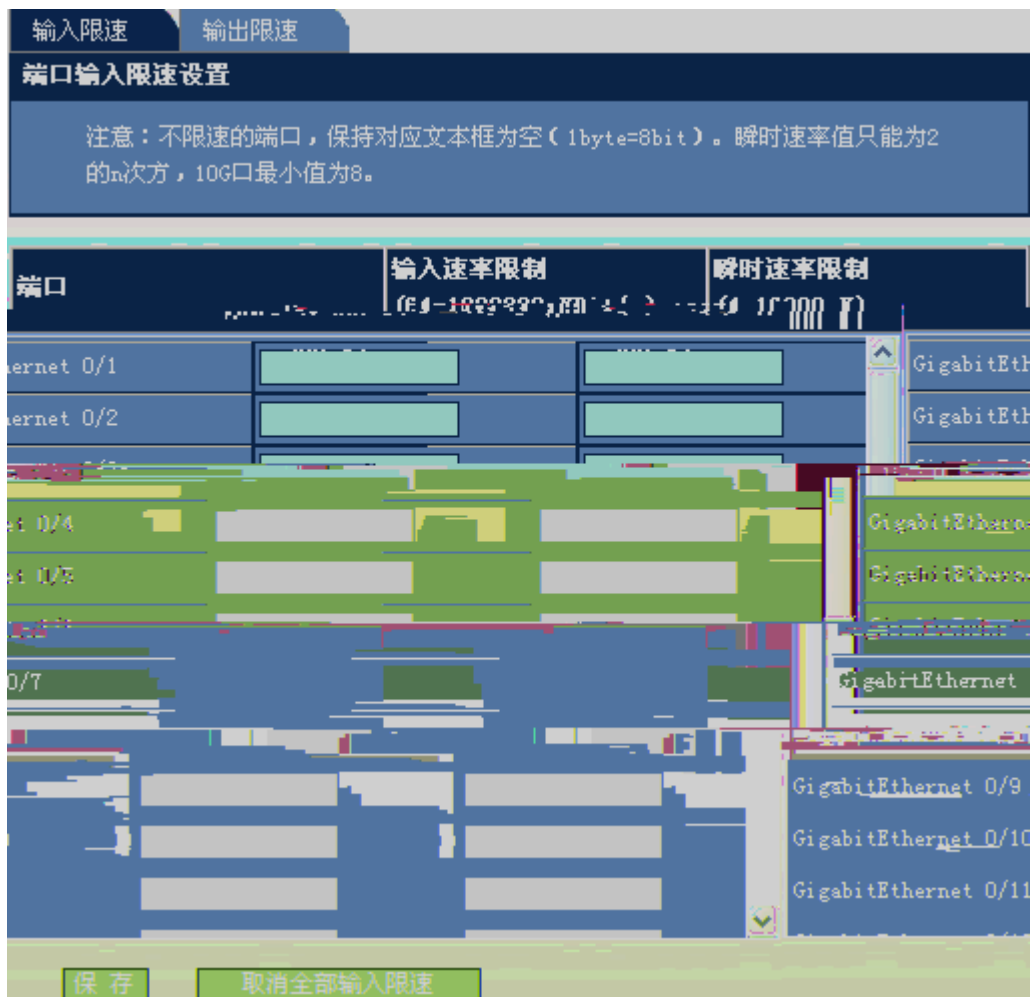 输入限速 输出限速
端口输入限速设置
注意：不限速的端口，保持对应文本框为空（1byte=8bit）。瞬时速率值只能为2
的n次方，10G口最小值为8。
端口 输入速率限制 瞬时速率限制
ernet 0/1 GigabitEth
ernet 0/2 GigabitEth
et 0/4 GigabitEtherne
et 0/5 GigabitEtherne
0/7 GigabitEthernet
GigabitEthernet 0/9
GigabitEthernet 0/10
GigabitEthernet 0/11
保 存 取消全部输入限速